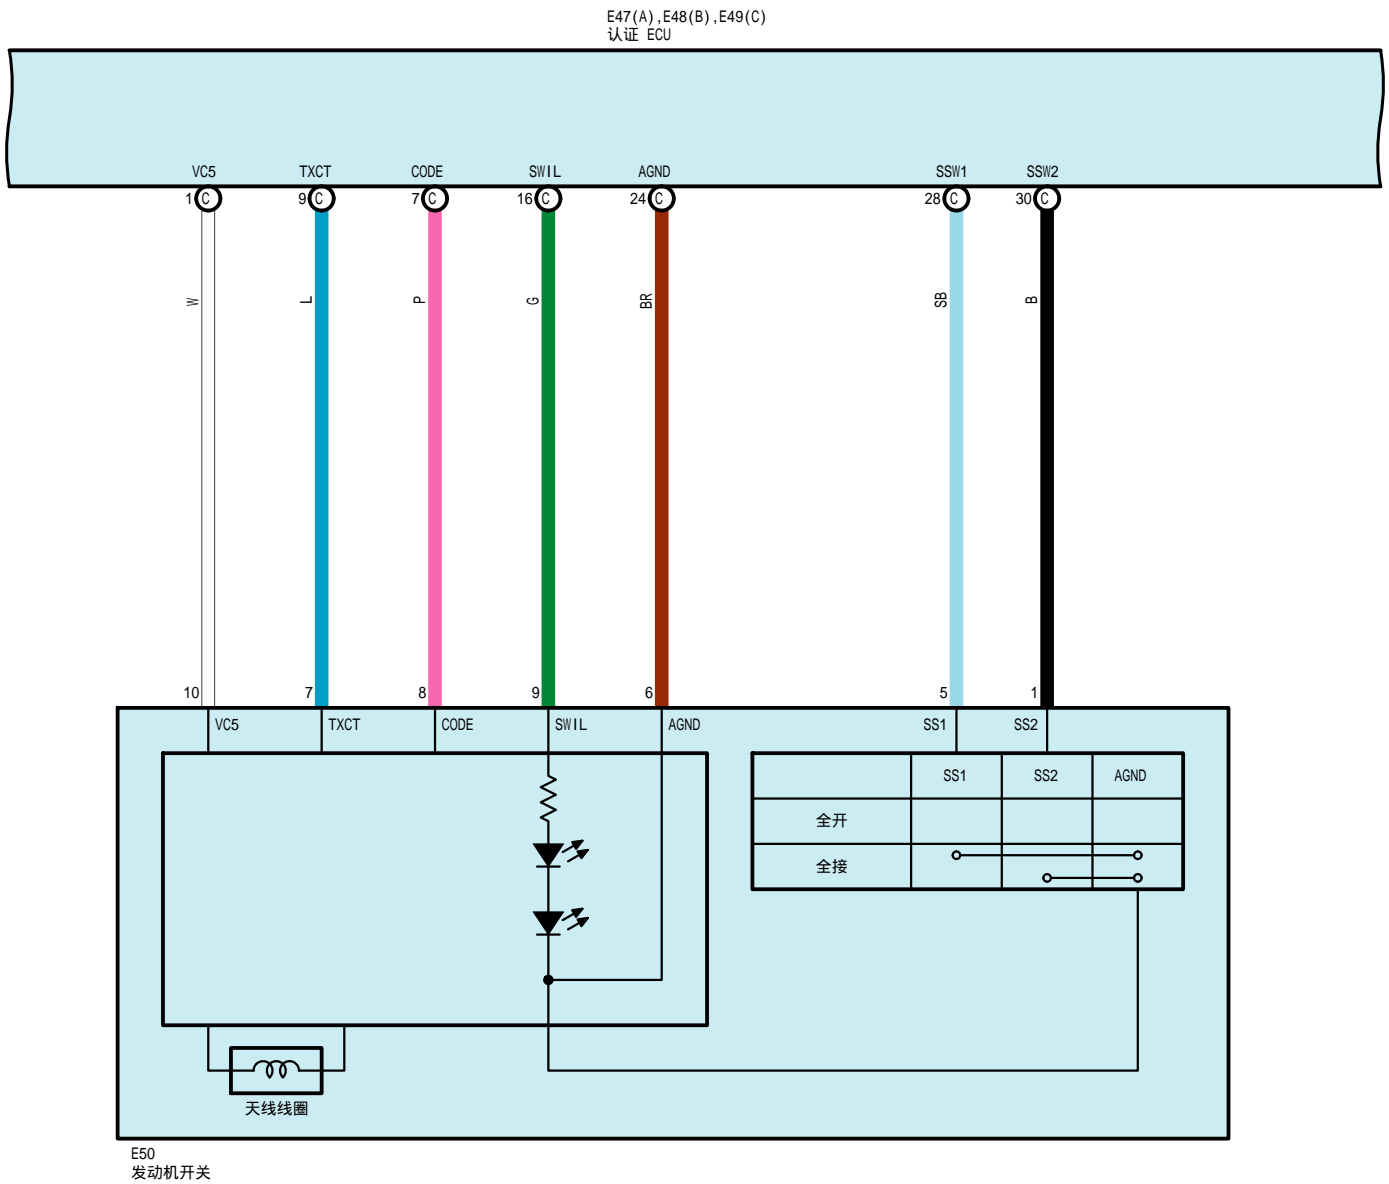 E47(A),E48(B),E49(C)
认证 ECU
VC5 TXCT CODE SWIL AGND SSW1 SSW2
1 C 9 C 7 C 16 C 24 C 28 C 30 C
W L P G BR SB B
10 7 8 9 6 5 1
VC5 TXCT CODE SWIL AGND SS1 SS2
SS1 SS2 AGND
全开
全接
天线线圈
E50
发动机开关